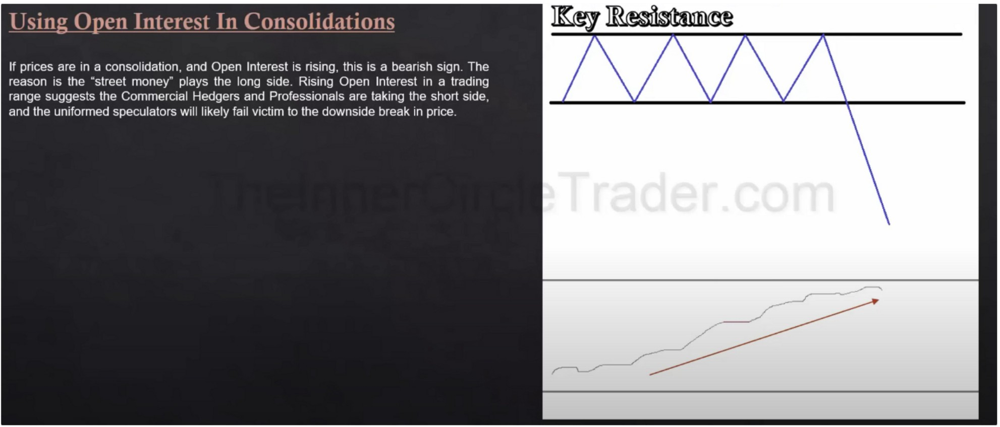 Using Open Interest In Consolidations
If prices are in a consolidation, and Open Interest is rising, this is a bearish sign. The
reason is the “street money” plays the long side. Rising Open Interest in a trading
range suggests the Commercial Hedgers and Professionals are taking the short side,
and the uniformed speculators will likely fail victim to the downside break in price.
Key Resistance
TheInnerCircleTrader.com